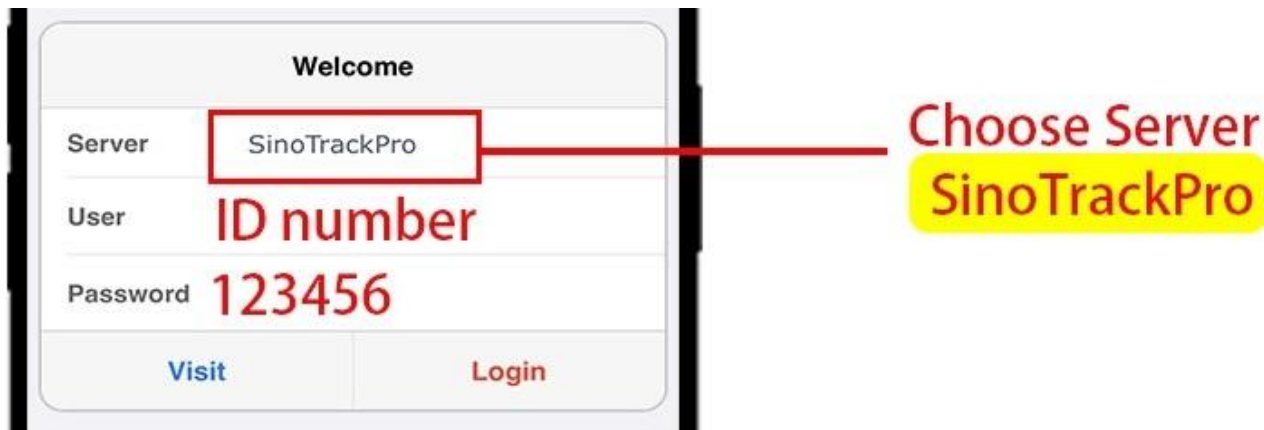 Welcome
Server SinoTrackPro
User ID number
Password 123456
Visit Login
Choose Server
SinoTrackPro